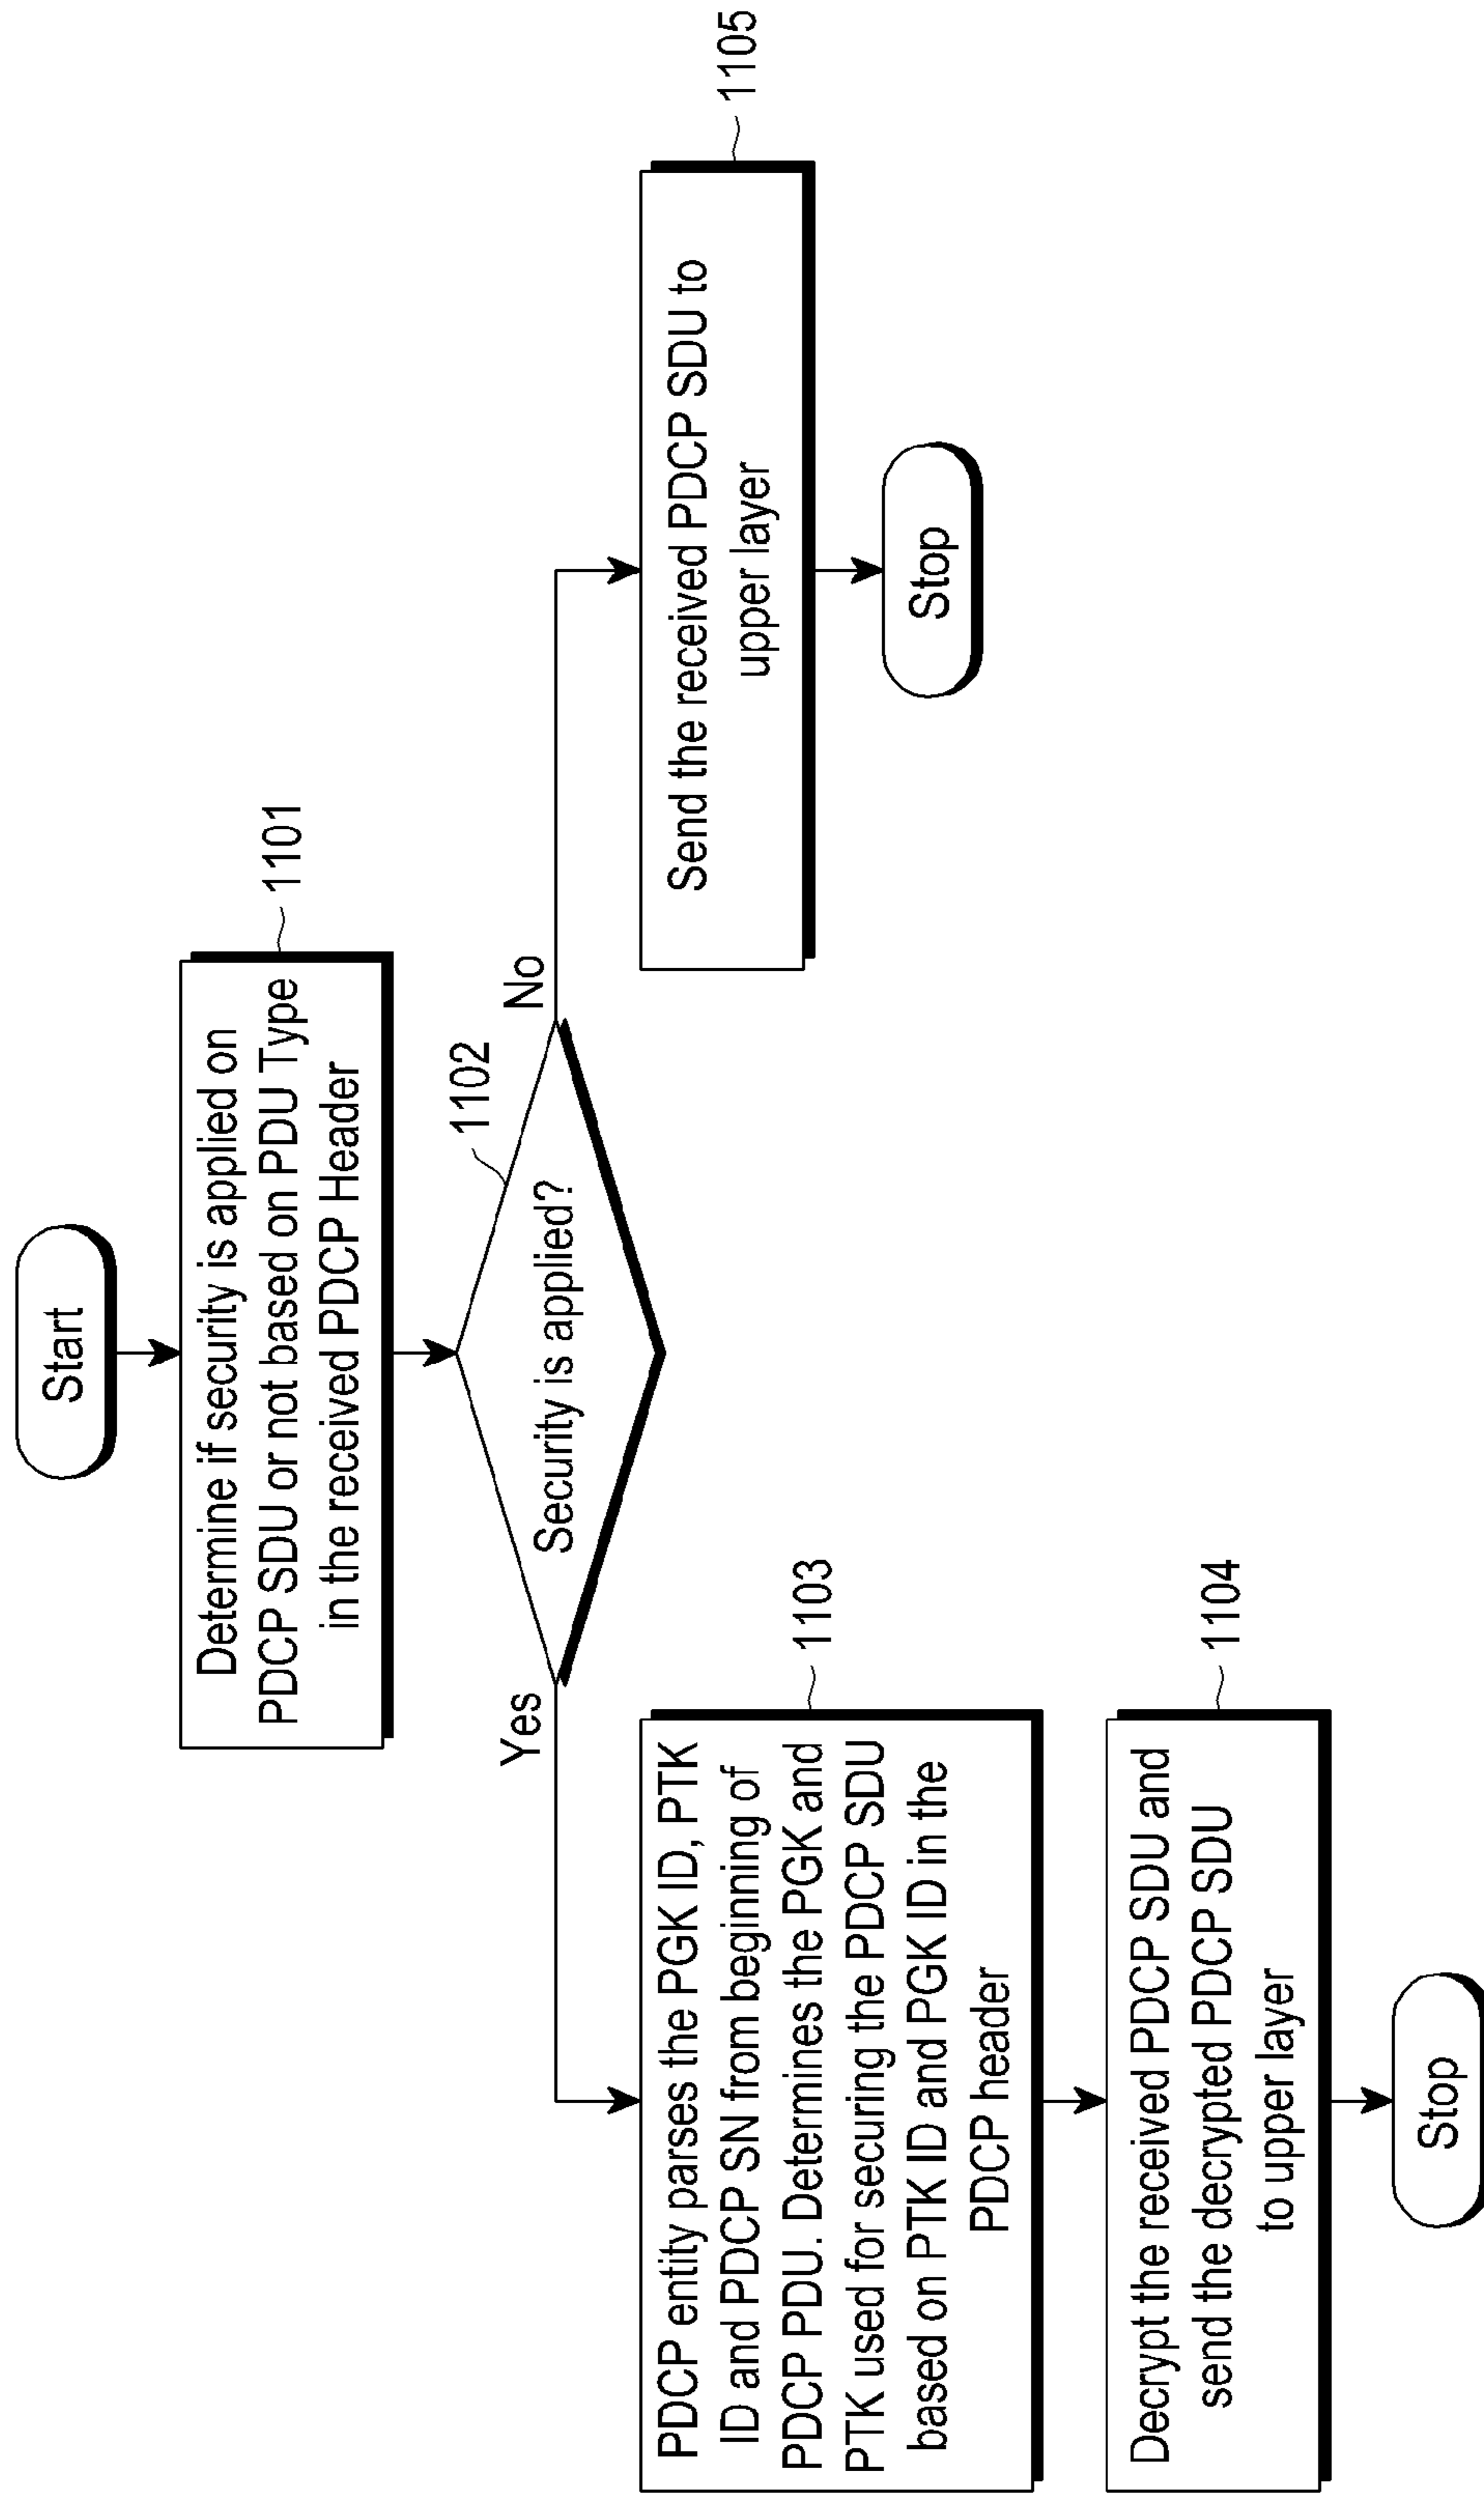 Start
Determine if security is applied on
PDCP SDU or not based on PDU Type
in the received PDCP Header
1101
Security is applied?
1102
Yes
No
PDCP entity parses the PGK ID, PTK
ID and PDCP SN from beginning of
PDCP PDU. Determines the PGK and
PTK used for securing the PDCP SDU
based on PTK ID and PGK ID in the
PDCP header
1103
Decrypt the received PDCP SDU and
send the decrypted PDCP SDU
to upper layer
1104
Stop
Send the received PDCP SDU to
upper layer
1105
Stop